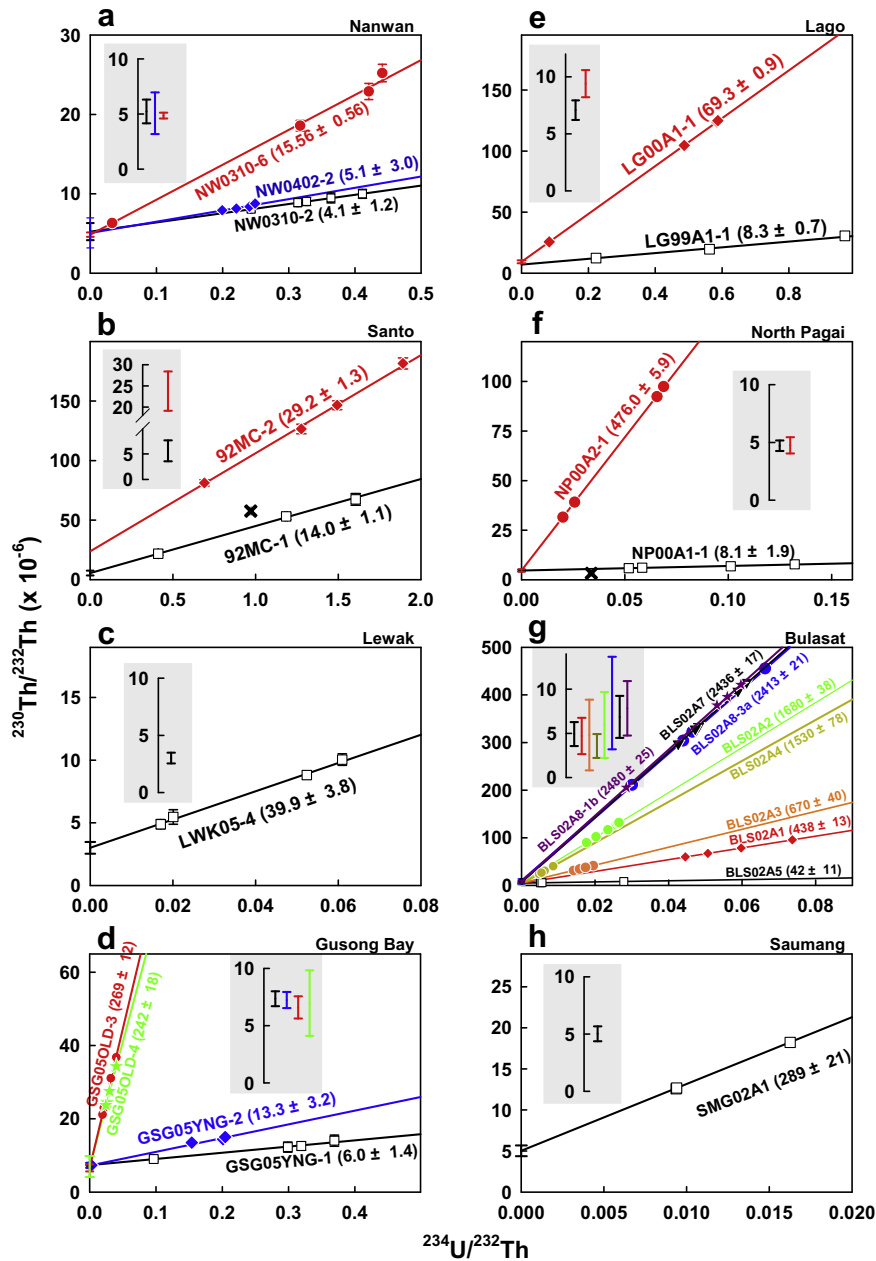 a
Nanwan
30
20
10
0
10
5
0
NW0310-6 (15.56 ± 0.56)
NW0402-2 (5.1 ± 3.0)
NW0310-2 (4.1 ± 1.2)
0.0 0.1 0.2 0.3 0.4 0.5
b
Santo
150
100
50
0
30
25
20
5
0
92MC-2 (29.2 ± 1.3)
92MC-1 (14.0 ± 1.1)
0.0 0.5 1.0 1.5 2.0
230Th/232Th (x 10-6)
c
Lewak
15
10
5
0
10
5
0
LWK05-4 (39.9 ± 3.8)
0.00 0.02 0.04 0.06 0.08
d
Gusong Bay
60
40
20
0
10
5
0
GSG05OLD-3 (269 ± 12)
GSG05OLD-4 (242 ± 18)
GSG05YNG-2 (13.3 ± 3.2)
GSG05YNG-1 (6.0 ± 1.4)
0.0 0.1 0.2 0.3 0.4
e
Lago
150
100
50
0
10
5
0
LG00A1-1 (69.3 ± 0.9)
LG99A1-1 (8.3 ± 0.7)
0.0 0.2 0.4 0.6 0.8
f
North Pagai
100
75
50
25
0
10
5
0
NP00A2-1 (476.0 ± 5.9)
NP00A1-1 (8.1 ± 1.9)
0.00 0.05 0.10 0.15
g
Bulasat
500
400
300
200
100
0
10
5
0
BLS02A7 (2436 ± 17)
BLS02A8-3a (2413 ± 21)
BLS02A2 (1680 ± 38)
BLS02A4 (1530 ± 78)
BLS02A8-1b (2480 ± 25)
BLS02A3 (670 ± 40)
BLS02A1 (438 ± 13)
BLS02A5 (42 ± 11)
0.00 0.02 0.04 0.06 0.08
h
Saumang
25
20
15
10
5
0
10
5
0
SMG02A1 (289 ± 21)
0.000 0.005 0.010 0.015 0.020
234U/232Th